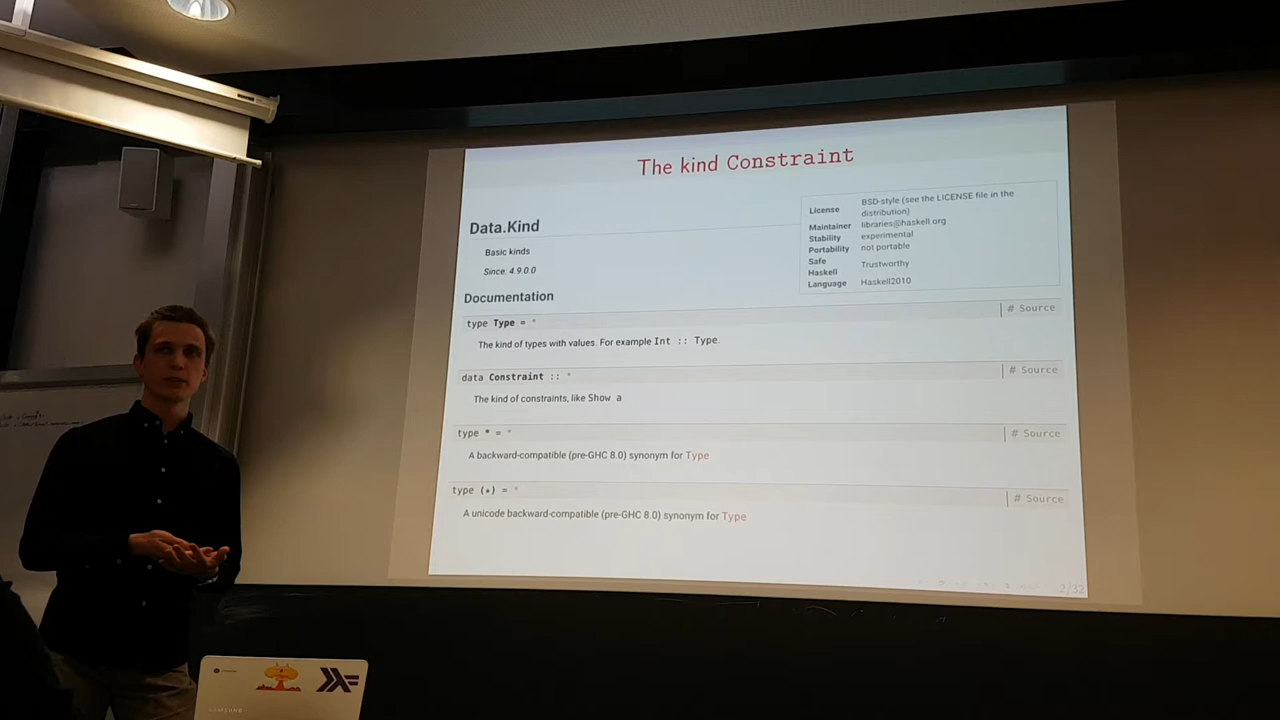 The kind Constraint
Data.Kind
Basic kinds
Since: 4.9.0.0
License BSD-style (see the LICENSE file in the
distribution)
Maintainer libraries@haskell.org
Stability experimental
Portability not portable
Safe
Haskell Trustworthy
Language Haskell2010
Documentation
type Type = * # Source
The kind of types with values. For example Int :: Type.
data Constraint :: * # Source
The kind of constraints, like Show a
type * = * # Source
A backward-compatible (pre-GHC 8.0) synonym for Type
type (★) = * # Source
A unicode backward-compatible (pre-GHC 8.0) synonym for Type
2/32
SAMSUNG